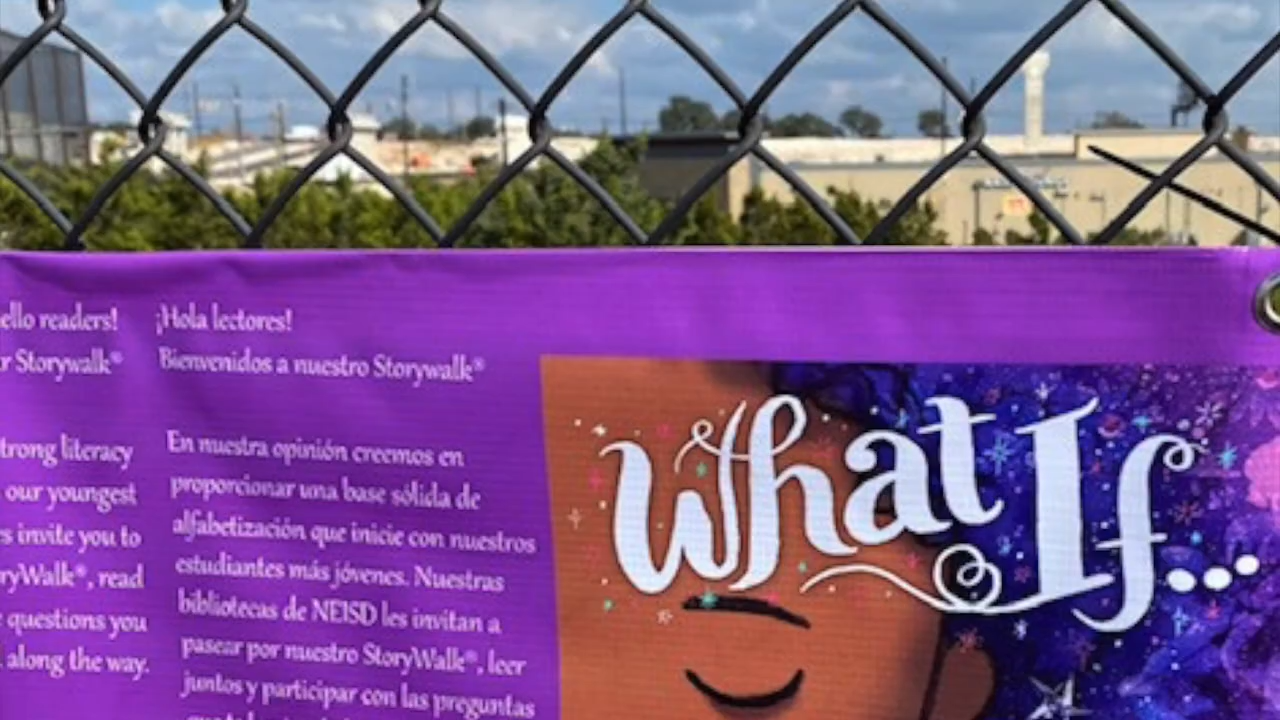 ello readers!
r Storywalk®
trong literacy
our youngest
s invite you to
ryWalk®, read
questions you
along the way.
¡Hola lectores!
Bienvenidos a nuestro Storywalk®
En nuestra opinión creemos en
proporcionar una base sólida de
alfabetización que inicie con nuestros
estudiantes más jóvenes. Nuestras
bibliotecas de NEISD les invitan a
pasear por nuestro StoryWalk®, leer
juntos y participar con las preguntas
What If...